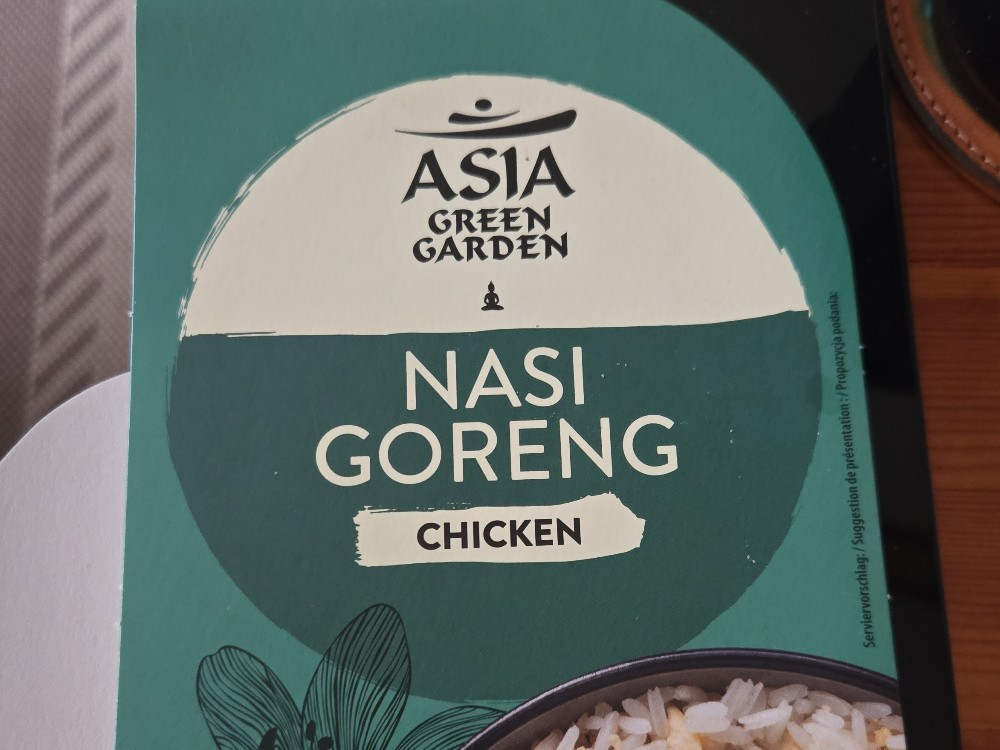 ASIA
GREEN
GARDEN
NASI
GORENG
CHICKEN
Serviervorschlag: / Suggestion de présentation : / Propozycja podania: